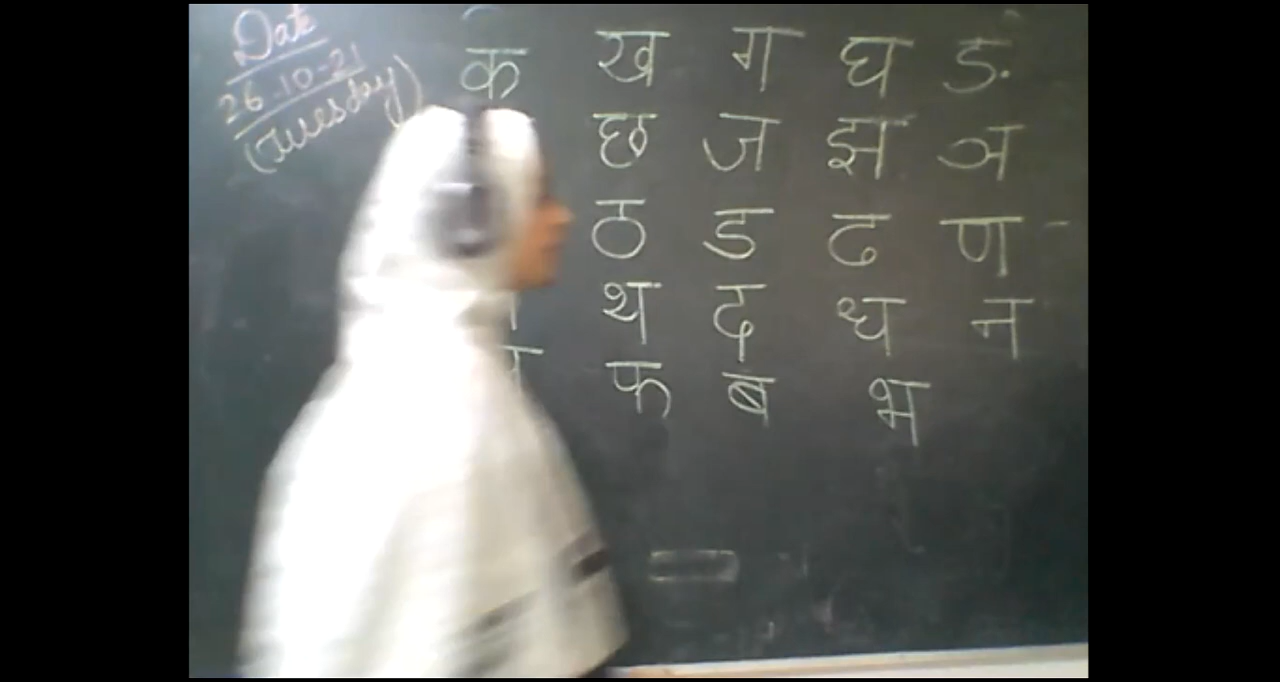 Date
26-10-21
(Tuesday)
क ख ग घ ङ
छ ज झ ञ
ठ ड ढ ण
थ द ध न
फ ब भ